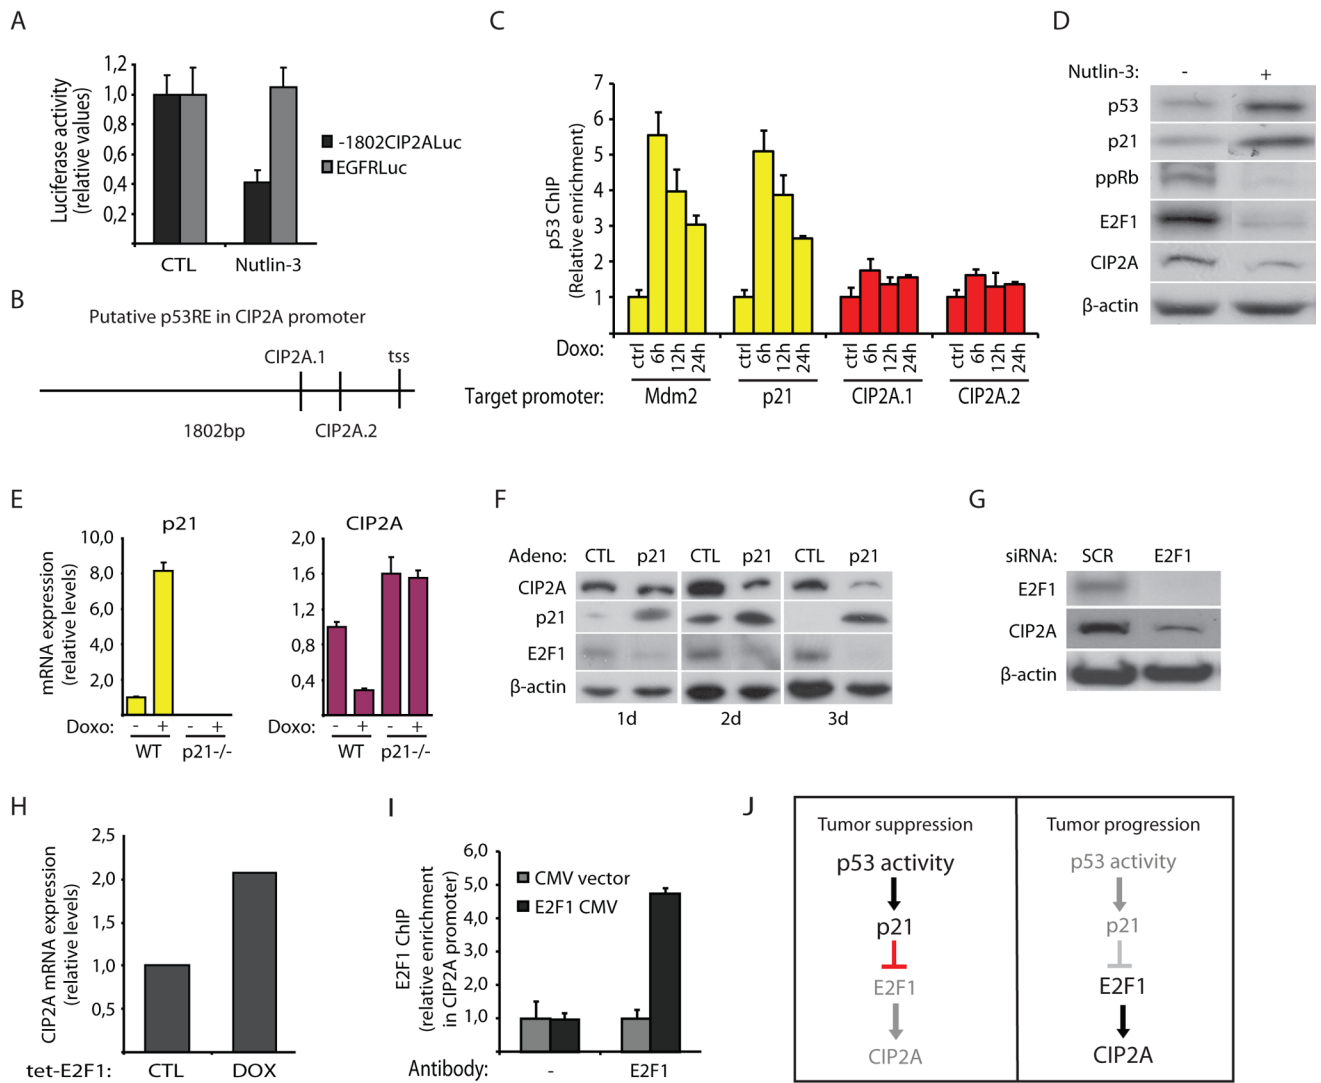 A
Luciferase activity
(relative values)
1,2
1,0
0,8
0,6
0,4
0,2
CTL
Nutlin-3
-1802CIP2ALuc
EGFRLuc
B
Putative p53RE in CIP2A promoter
CIP2A.1
tss
1802bp
CIP2A.2
C
p53 ChIP
(Relative enrichment)
7
6
5
4
3
2
1
Doxo:
ctrl 6h 12h 24h ctrl 6h 12h 24h ctrl 6h 12h 24h ctrl 6h 12h 24h
Target promoter: Mdm2 p21 CIP2A.1 CIP2A.2
D
Nutlin-3: - +
p53
p21
ppRb
E2F1
CIP2A
β-actin
E
mRNA expression
(relative levels)
p21
10,0
8,0
6,0
4,0
2,0
Doxo: - + - +
WT p21-/-
CIP2A
2,0
1,6
1,2
0,8
0,4
Doxo: - + - +
WT p21-/-
F
Adeno: CTL p21 CTL p21 CTL p21
CIP2A
p21
E2F1
β-actin
1d 2d 3d
G
siRNA: SCR E2F1
E2F1
CIP2A
β-actin
H
CIP2A mRNA expression
(relative levels)
2,5
2,0
1,5
1,0
0,5
tet-E2F1: CTL DOX
I
E2F1 ChIP
(relative enrichment
in CIP2A promoter)
6,0
5,0
4,0
3,0
2,0
1,0
CMV vector
E2F1 CMV
Antibody: - E2F1
J
Tumor suppression
p53 activity
p21
E2F1
CIP2A
Tumor progression
p53 activity
p21
E2F1
CIP2A